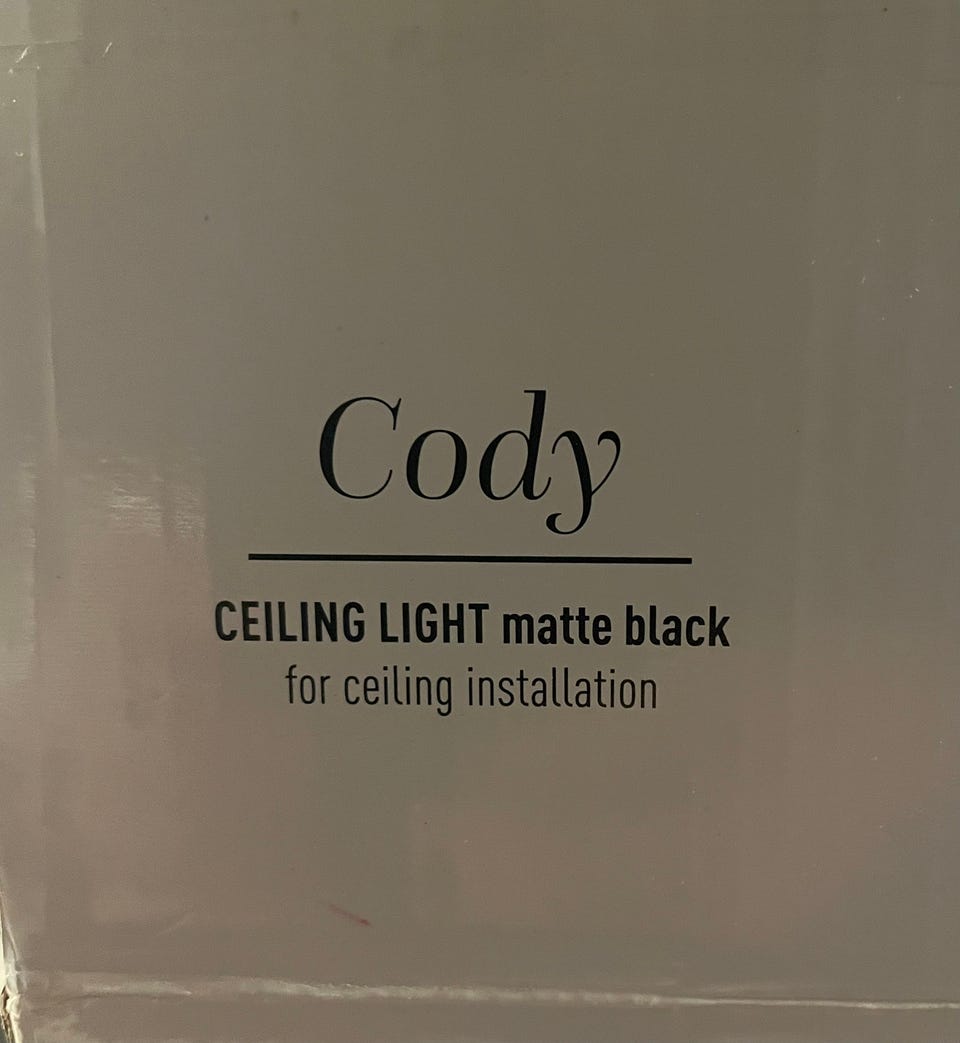 Cody
CEILING LIGHT matte black
for ceiling installation